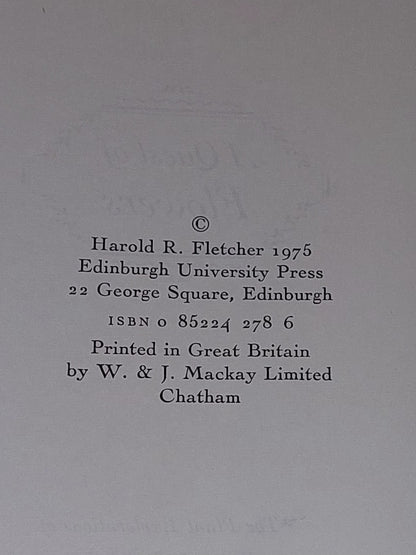 ©
Harold R. Fletcher 1975
Edinburgh University Press
22 George Square, Edinburgh
ISBN 0 85224 278 6
Printed in Great Britain
by W. & J. Mackay Limited
Chatham